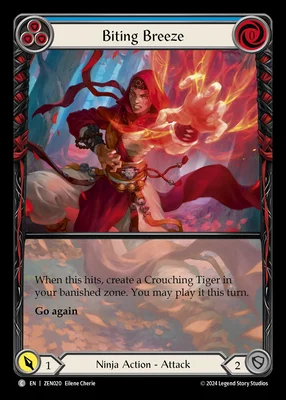 Biting Breeze
0
When this hits, create a Crouching Tiger in
your banished zone. You may play it this turn.
Go again
1
Ninja Action - Attack
2
C EN | ZEN020 Eilene Cherie
© 2024 Legend Story Studios